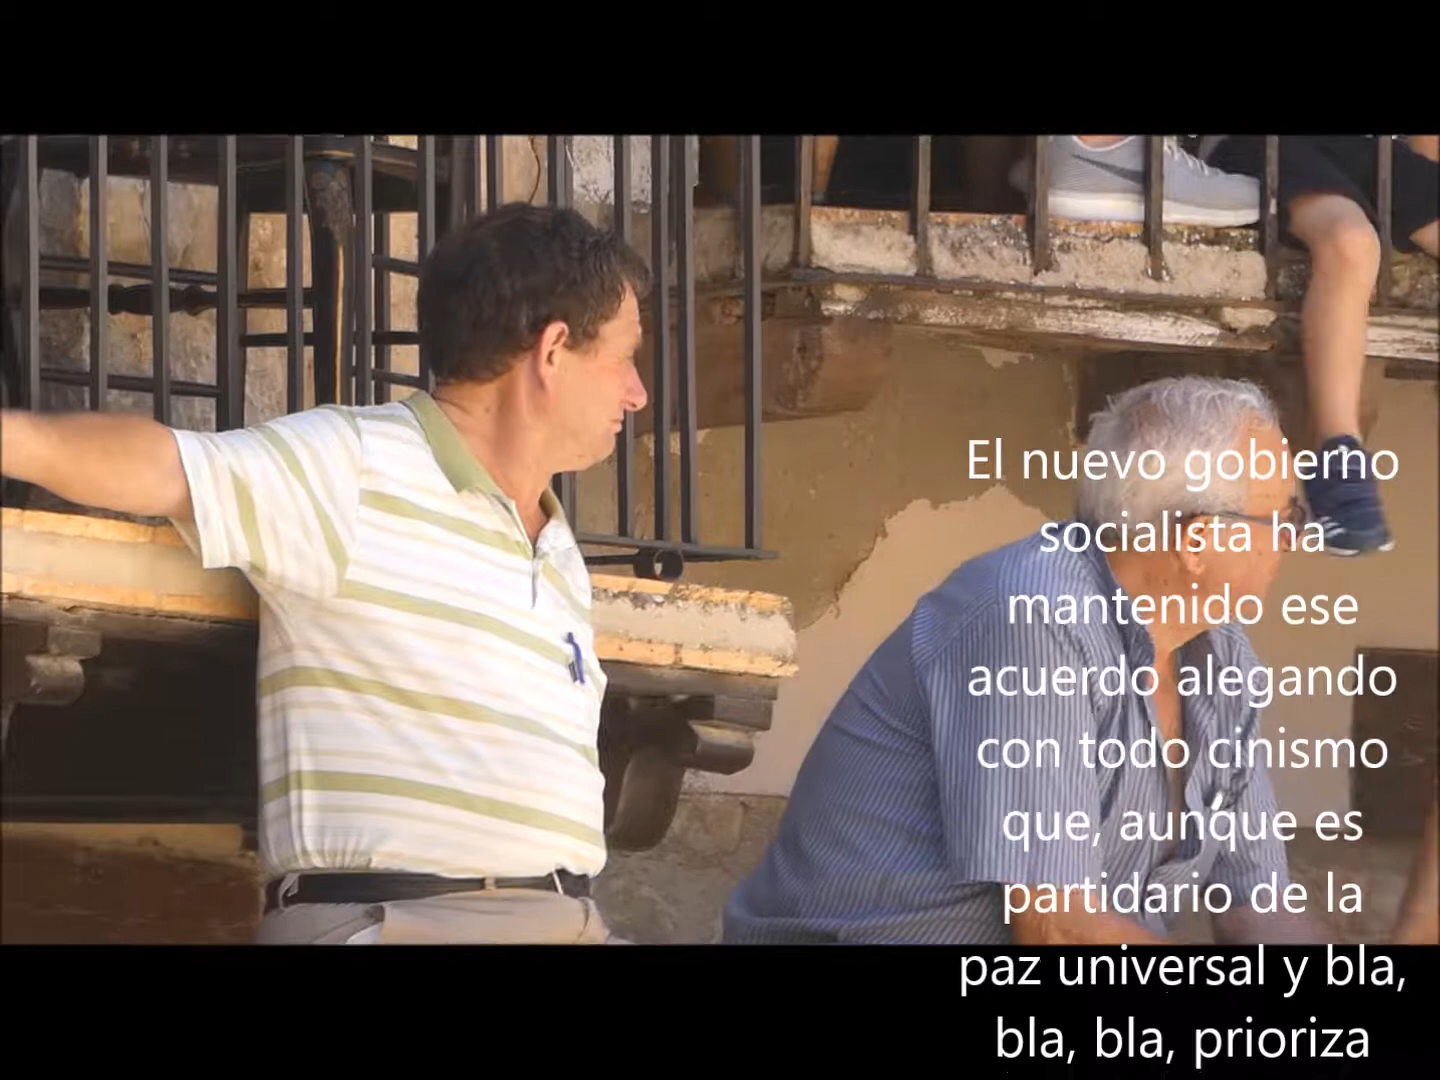 El nuevo gobierno
socialista ha
mantenido ese
acuerdo alegando
con todo cinismo
que, aunque es
partidario de la
paz universal y bla,
bla, bla, prioriza